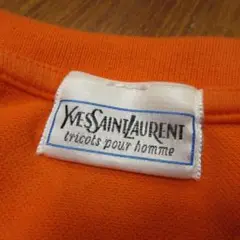 YVESSAINTLAURENT
tricots pour homme